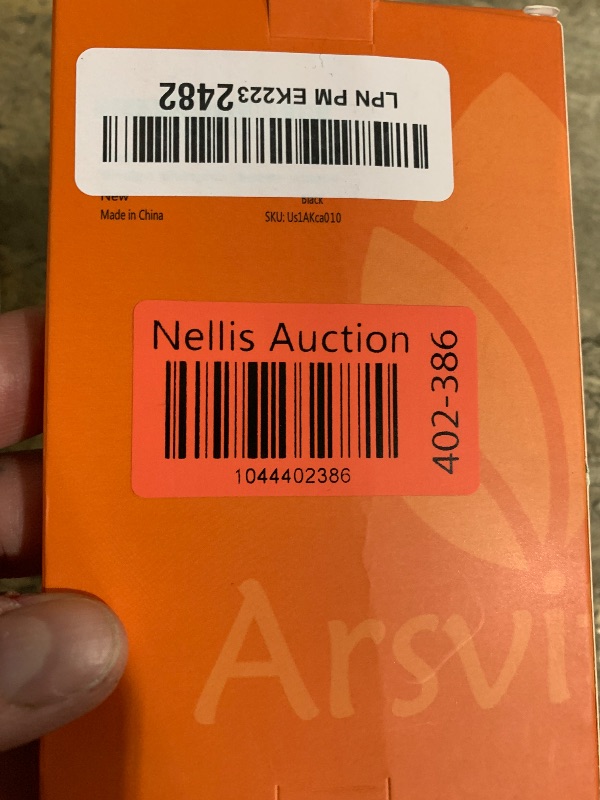 LPN PM EK2232482
New
Black
Made in China
SKU: Us1AKca010
Nellis Auction
402-386
1044402386
Arsvi